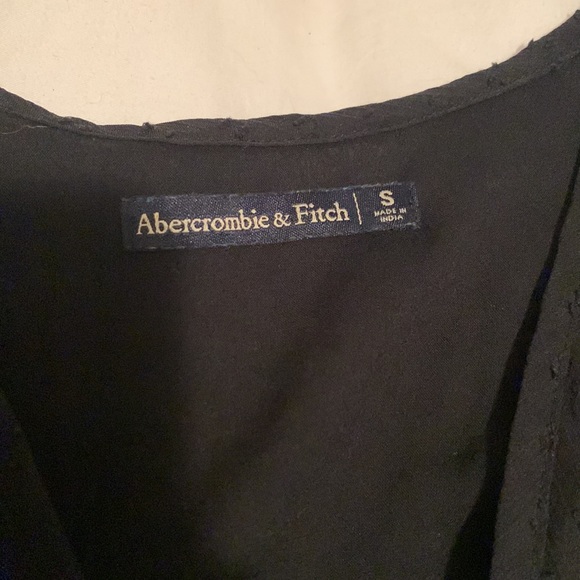 Abercrombie & Fitch | S
MADE IN
INDIA